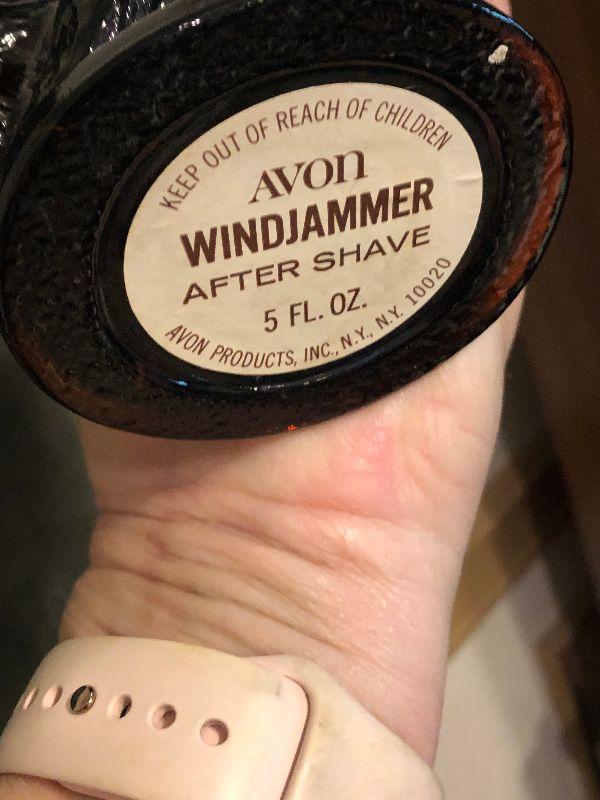 KEEP OUT OF REACH OF CHILDREN
AVON
WINDJAMMER
AFTER SHAVE
5 FL. OZ.
AVON PRODUCTS, INC., N.Y., N.Y. 10020